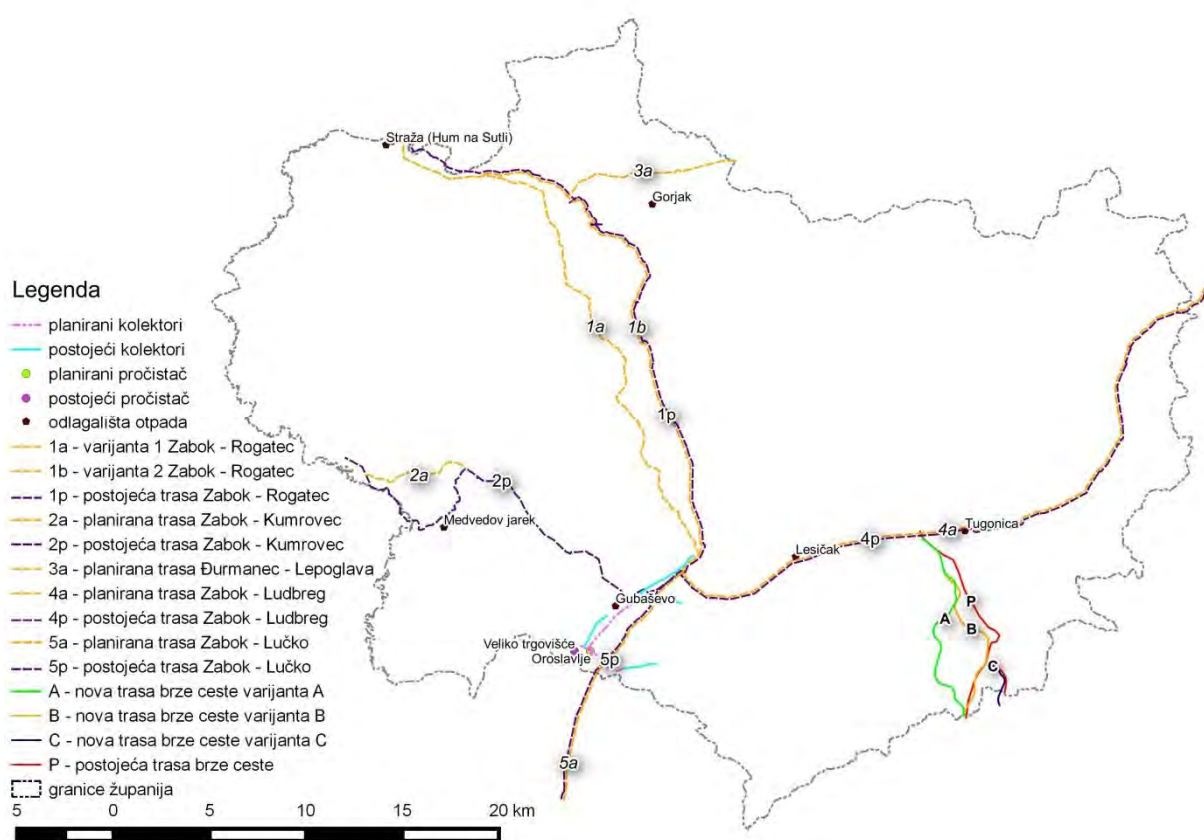 Straža (Hum na Sutli)
3a
Gorjak
Legenda
planirani kolektori
postojeći kolektori
planirani pročistač
postojeći pročistač
odlagališta otpada
1a - varijanta 1 Zabok - Rogatec
1b - varijanta 2 Zabok - Rogatec
1p - postojeća trasa Zabok - Rogatec
2a - planirana trasa Zabok - Kumrovec
2p - postojeća trasa Zabok - Kumrovec
3a - planirana trasa Đurmanec - Lepoglava
4a - planirana trasa Zabok - Ludbreg
4p - postojeća trasa Zabok - Ludbreg
5a - planirana trasa Zabok - Lučko
5p - postojeća trasa Zabok - Lučko
A - nova trasa brze ceste varijanta A
B - nova trasa brze ceste varijanta B
C - nova trasa brze ceste varijanta C
P - postojeća trasa brze ceste
granice županija
5 0 5 10 15 20 km
1a
1b
1p
2a
2p
Medvedov jarek
Tugonica
4a
4p
Lesičak
Gubaševo
P
A
B
Veliko trgovišće
Oroslavlje
5p
C
5a